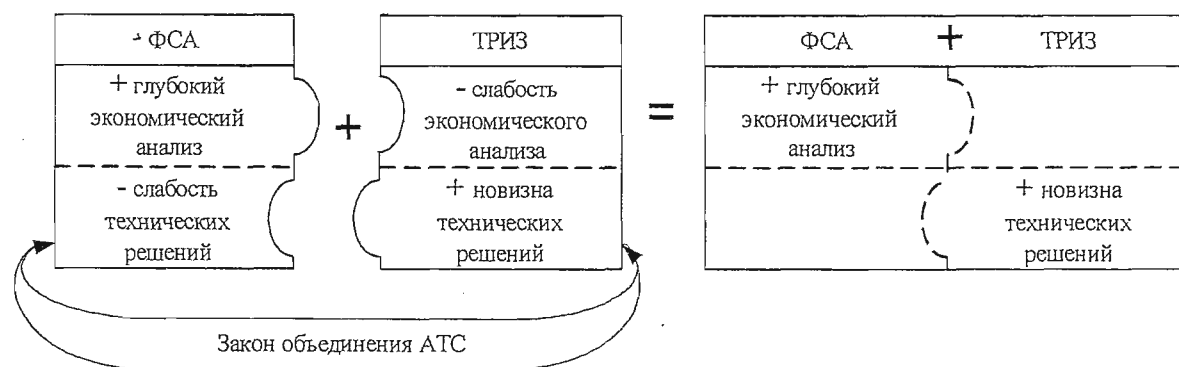 ФСА
+ глубокий
экономический
анализ
- слабость
технических
решений
+
ТРИЗ
- слабость
экономического
анализа
+ новизна
технических
решений
=
ФСА + ТРИЗ
+ глубокий
экономический
анализ
+ новизна
технических
решений
Закон объединения АТС